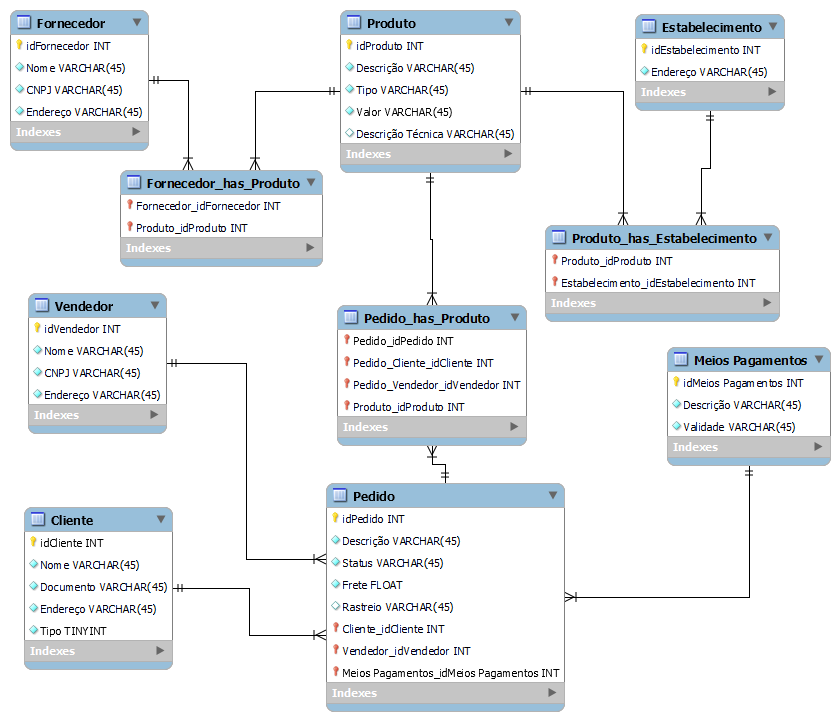 Fornecedor
idFornecedor INT
Nome VARCHAR(45)
CNPJ VARCHAR(45)
Endereço VARCHAR(45)
Indexes
Produto
idProduto INT
Descrição VARCHAR(45)
Tipo VARCHAR(45)
Valor VARCHAR(45)
Descrição Técnica VARCHAR(45)
Indexes
Estabelecimento
idEstabelecimento INT
Endereço VARCHAR(45)
Indexes
Fornecedor_has_Produto
Fornecedor_idFornecedor INT
Produto_idProduto INT
Indexes
Produto_has_Estabelecimento
Produto_idProduto INT
Estabelecimento_idEstabelecimento INT
Indexes
Vendedor
idVendedor INT
Nome VARCHAR(45)
CNPJ VARCHAR(45)
Endereço VARCHAR(45)
Indexes
Pedido_has_Produto
Pedido_idPedido INT
Pedido_Cliente_idCliente INT
Pedido_Vendedor_idVendedor INT
Produto_idProduto INT
Indexes
Meios Pagamentos
idMeios Pagamentos INT
Descrição VARCHAR(45)
Validade VARCHAR(45)
Indexes
Cliente
idCliente INT
Nome VARCHAR(45)
Documento VARCHAR(45)
Endereço VARCHAR(45)
Tipo TINYINT
Indexes
Pedido
idPedido INT
Descrição VARCHAR(45)
Status VARCHAR(45)
Frete FLOAT
Rastreio VARCHAR(45)
Cliente_idCliente INT
Vendedor_idVendedor INT
Meios Pagamentos_idMeios Pagamentos INT
Indexes